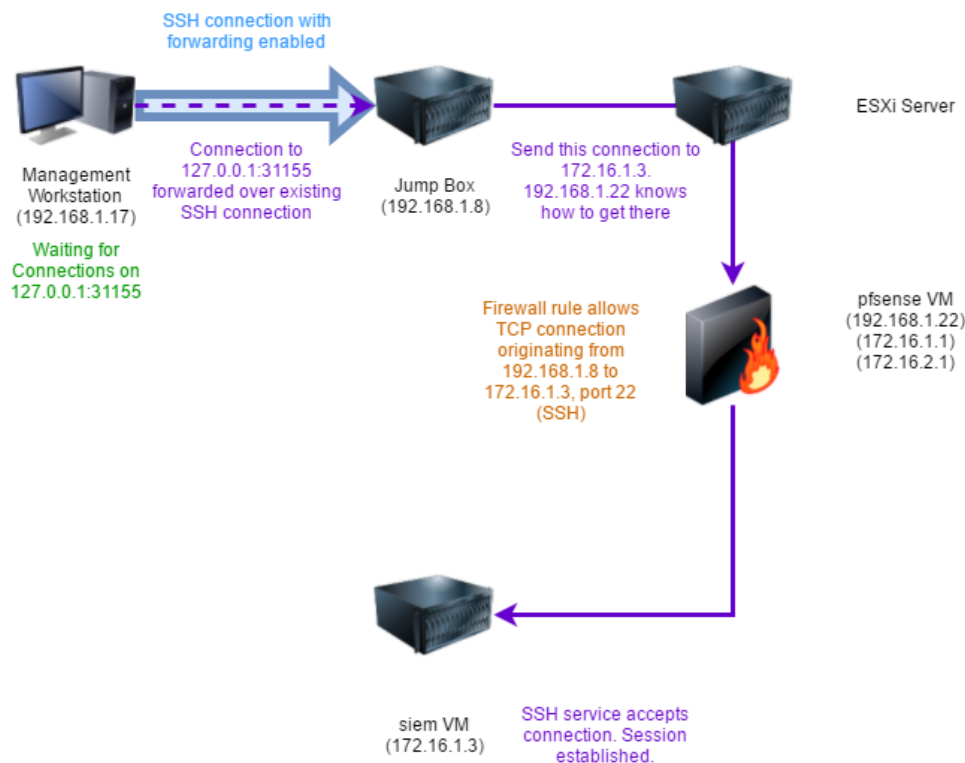 SSH connection with
forwarding enabled
ESXi Server
Management
Workstation
(192.168.1.17)
Connection to
127.0.0.1:31155
forwarded over existing
SSH connection
Jump Box
(192.168.1.8)
Send this connection to
172.16.1.3.
192.168.1.22 knows
how to get there
Waiting for
Connections on
127.0.0.1:31155
Firewall rule allows
TCP connection
originating from
192.168.1.8 to
172.16.1.3, port 22
(SSH)
pfsense VM
(192.168.1.22)
(172.16.1.1)
(172.16.2.1)
siem VM
(172.16.1.3)
SSH service accepts
connection. Session
established.